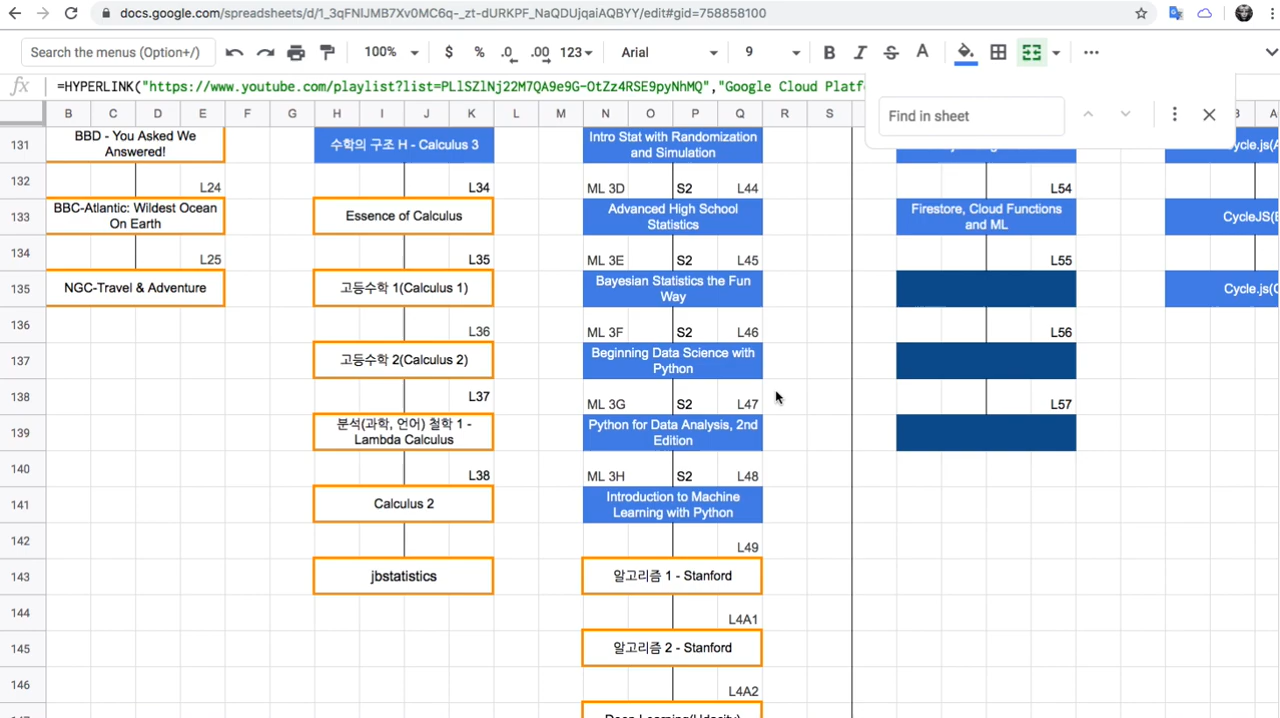 docs.google.com/spreadsheets/d/1_3qFNIJMB7Xv0MC6q-_zt-dURKPF_NaQDUjqaiAQBYY/edit#gid=758858100
Search the menus (Option+/)
100%
$
%
.0
.00
123
Arial
9
B
I
S
A
fx
=HYPERLINK("https://www.youtube.com/playlist?list=PLlSZlNj22M7QA9e9G-OtZz4RSE9pyNhMQ","Google Cloud Platf
Find in sheet
B C D E F G H I J K L M N O P Q R S
131
BBD - You Asked We
Answered!
수학의 구조 H - Calculus 3
Intro Stat with Randomization
and Simulation
ycle.js(A
132
L24
L34
ML 3D
S2
L44
L54
133
BBC-Atlantic: Wildest Ocean
On Earth
Essence of Calculus
Advanced High School
Statistics
Firestore, Cloud Functions
and ML
CycleJS(E
134
L25
L35
ML 3E
S2
L45
L55
135
NGC-Travel & Adventure
고등수학 1(Calculus 1)
Bayesian Statistics the Fun
Way
Cycle.js(C
136
L36
ML 3F
S2
L46
L56
137
고등수학 2(Calculus 2)
Beginning Data Science with
Python
138
L37
ML 3G
S2
L47
L57
139
분석(과학, 언어) 철학 1 -
Lambda Calculus
Python for Data Analysis, 2nd
Edition
140
L38
ML 3H
S2
L48
141
Calculus 2
Introduction to Machine
Learning with Python
142
L49
143
jbstatistics
알고리즘 1 - Stanford
144
L4A1
145
알고리즘 2 - Stanford
146
L4A2
Deep Learning(Udacity)